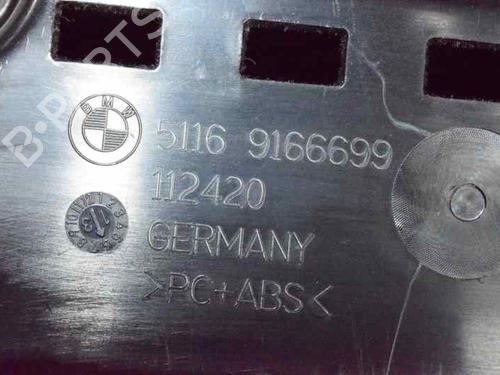 B-PARTS
BMW
5116 9166699
112420
GERMANY
>PC+ABS<